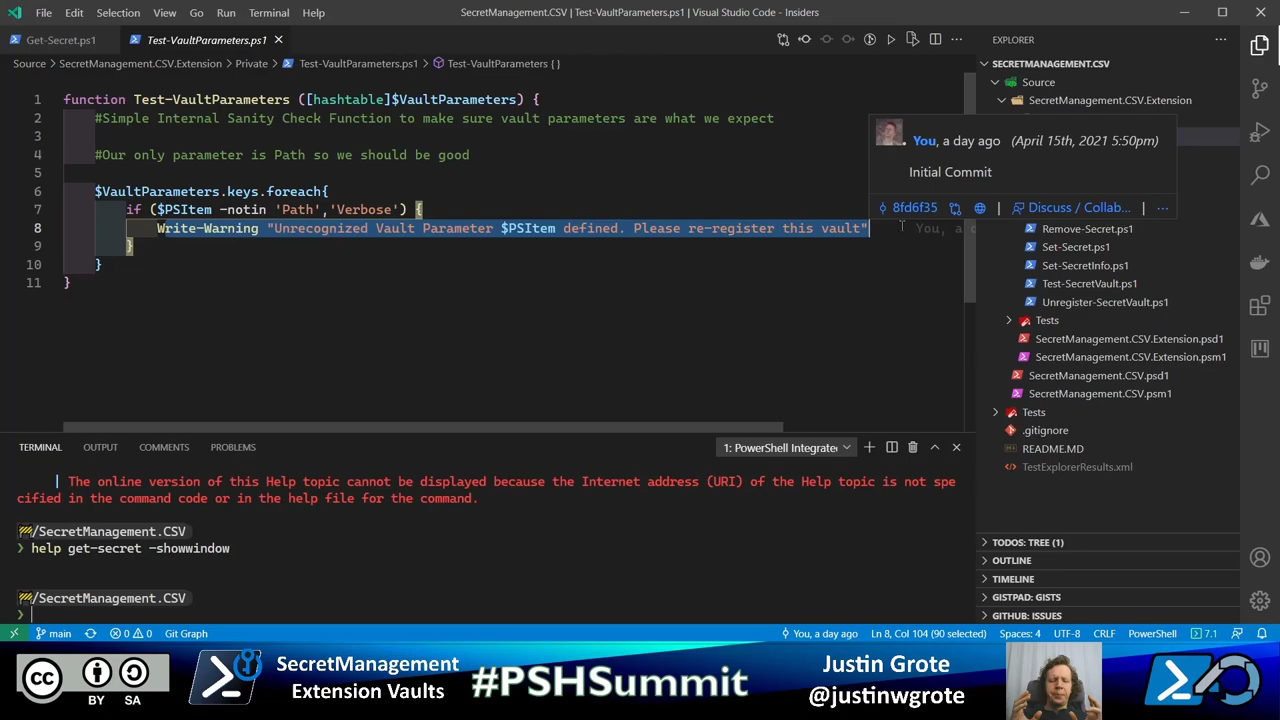 File Edit Selection View Go Run Terminal Help
SecretManagement.CSV | Test-VaultParameters.ps1 | Visual Studio Code - Insiders
Get-Secret.ps1
Test-VaultParameters.ps1
Source > SecretManagement.CSV.Extension > Private > Test-VaultParameters.ps1 > Test-VaultParameters { }
1 function Test-VaultParameters ([hashtable]$VaultParameters) {
2 #Simple Internal Sanity Check Function to make sure vault parameters are what we expect
3
4 #Our only parameter is Path so we should be good
5
6 $VaultParameters.keys.foreach{
7 if ($PSItem -notin 'Path','Verbose') {
8 Write-Warning "Unrecognized Vault Parameter $PSItem defined. Please re-register this vault"
You, a
9 }
10 }
11 }
You, a day ago (April 15th, 2021 5:50pm)
Initial Commit
8fd6f35
Discuss / Collab...
EXPLORER
SECRETMANAGEMENT.CSV
Source
SecretManagement.CSV.Extension
Remove-Secret.ps1
Set-Secret.ps1
Set-SecretInfo.ps1
Test-SecretVault.ps1
Unregister-SecretVault.ps1
Tests
SecretManagement.CSV.Extension.psd1
SecretManagement.CSV.Extension.psm1
SecretManagement.CSV.psd1
SecretManagement.CSV.psm1
Tests
.gitignore
README.MD
TestExplorerResults.xml
TODOS: TREE (1)
OUTLINE
TIMELINE
GISTPAD: GISTS
GITHUB: ISSUES
TERMINAL OUTPUT COMMENTS PROBLEMS
1: PowerShell Integrate
| The online version of this Help topic cannot be displayed because the Internet address (URI) of the Help topic is not spe
cified in the command code or in the help file for the command.
/SecretManagement.CSV
❯ help get-secret -showwindow
/SecretManagement.CSV
❯
main
0 0
Git Graph
You, a day ago
Ln 8, Col 104 (90 selected)
Spaces: 4
UTF-8
CRLF
PowerShell
7.1
CC
BY SA
SecretManagement
Extension Vaults
#PSHSummit
Justin Grote
@justinwgrote